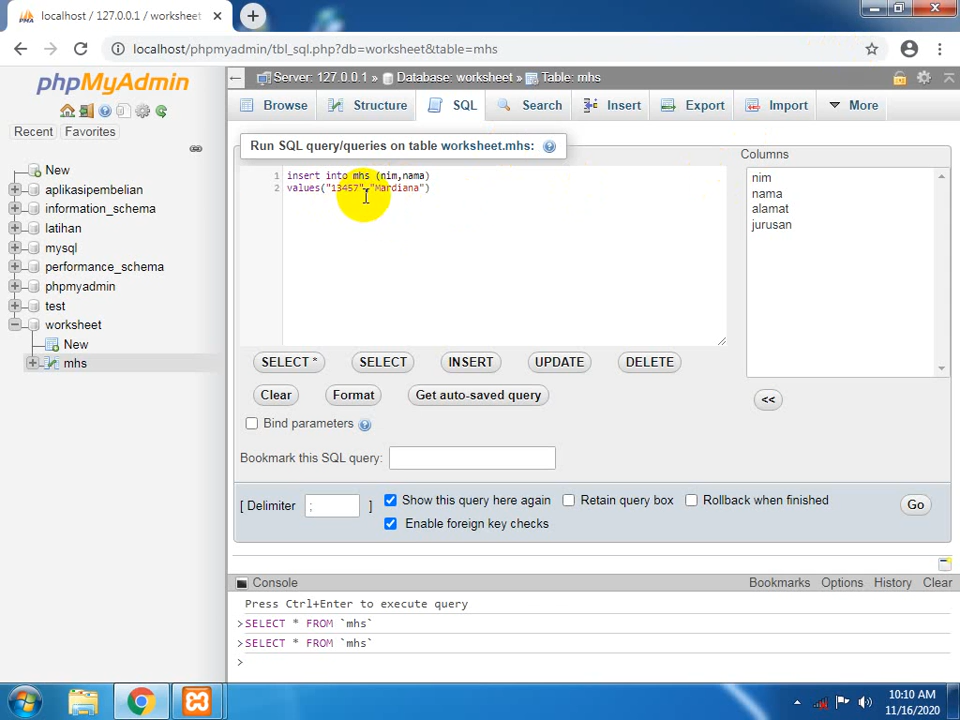 localhost / 127.0.0.1 / worksheet
localhost/phpmyadmin/tbl_sql.php?db=worksheet&table=mhs
phpMyAdmin
Recent Favorites
New
aplikasipembelian
information_schema
latihan
mysql
performance_schema
phpmyadmin
test
worksheet
New
mhs
Server: 127.0.0.1 » Database: worksheet » Table: mhs
Browse Structure SQL Search Insert Export Import More
Run SQL query/queries on table worksheet.mhs:
1 insert into mhs (nim,nama)
2 values("13457","Mardiana")
Columns
nim
nama
alamat
jurusan
SELECT * SELECT INSERT UPDATE DELETE
Clear Format Get auto-saved query
<<
Bind parameters
Bookmark this SQL query:
[ Delimiter ; ] Show this query here again Retain query box Rollback when finished Go
Enable foreign key checks
Console Bookmarks Options History Clear
Press Ctrl+Enter to execute query
>SELECT * FROM `mhs`
>SELECT * FROM `mhs`
>
10:10 AM
11/16/2020